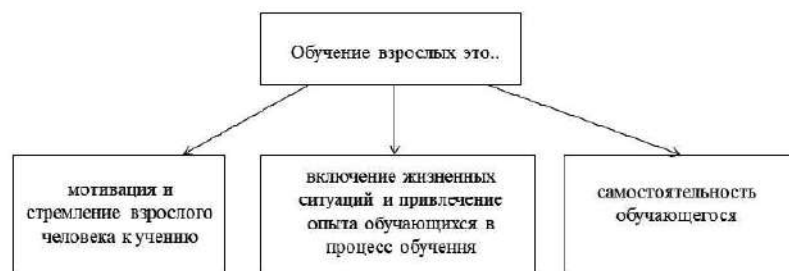 Обучение взрослых это..
мотивация и
стремление взрослого
человека к учению
включение жизненных
ситуаций и привлечение
опыта обучающихся в
процесс обучения
самостоятельность
обучающегося